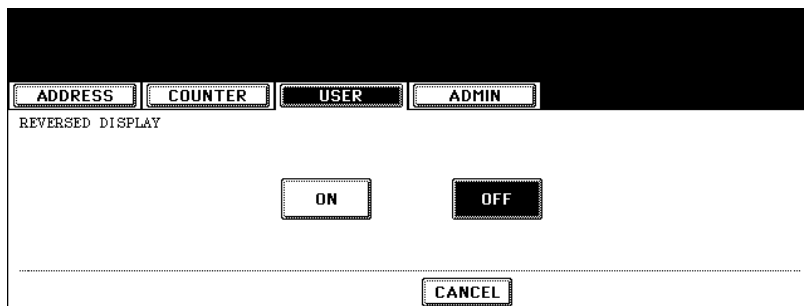 ADDRESS COUNTER USER ADMIN
REVERSED DISPLAY
ON OFF
CANCEL